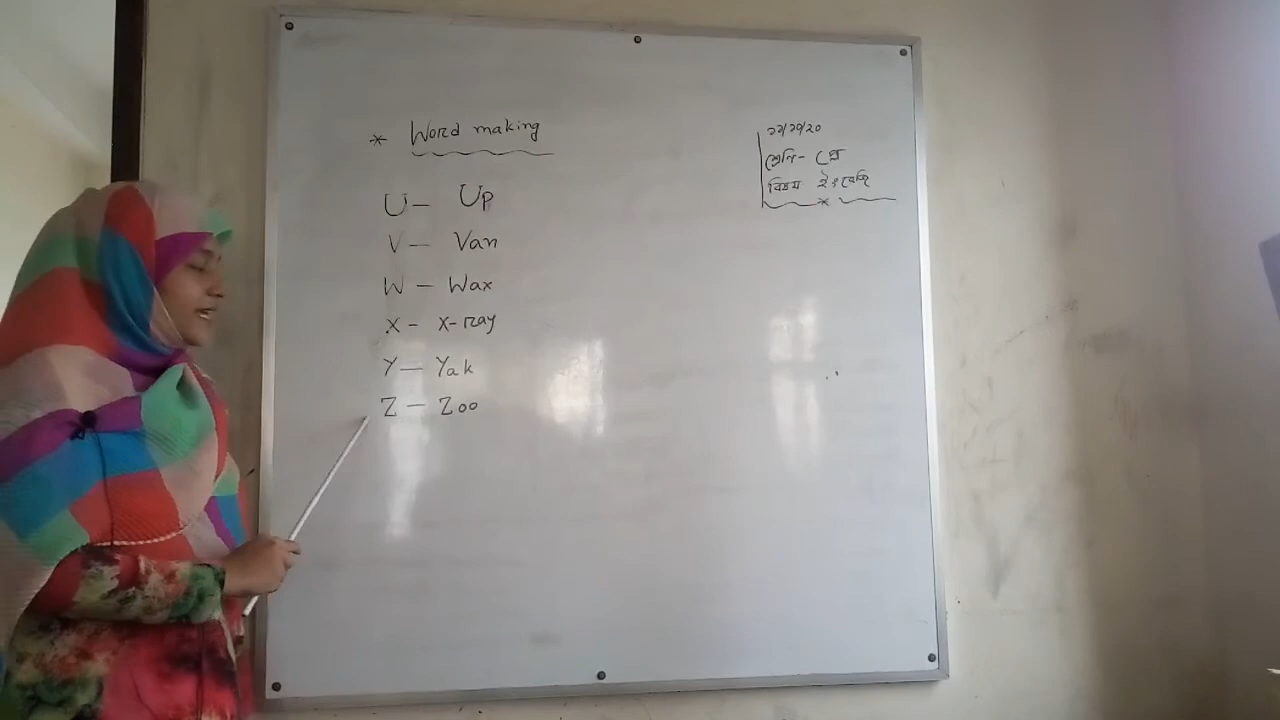 * Word making
U - Up
V - Van
W - Wax
X - X-ray
Y - Yak
Z - Zoo
শ্রেনি- প্লে
বিষয় ইংরেজি